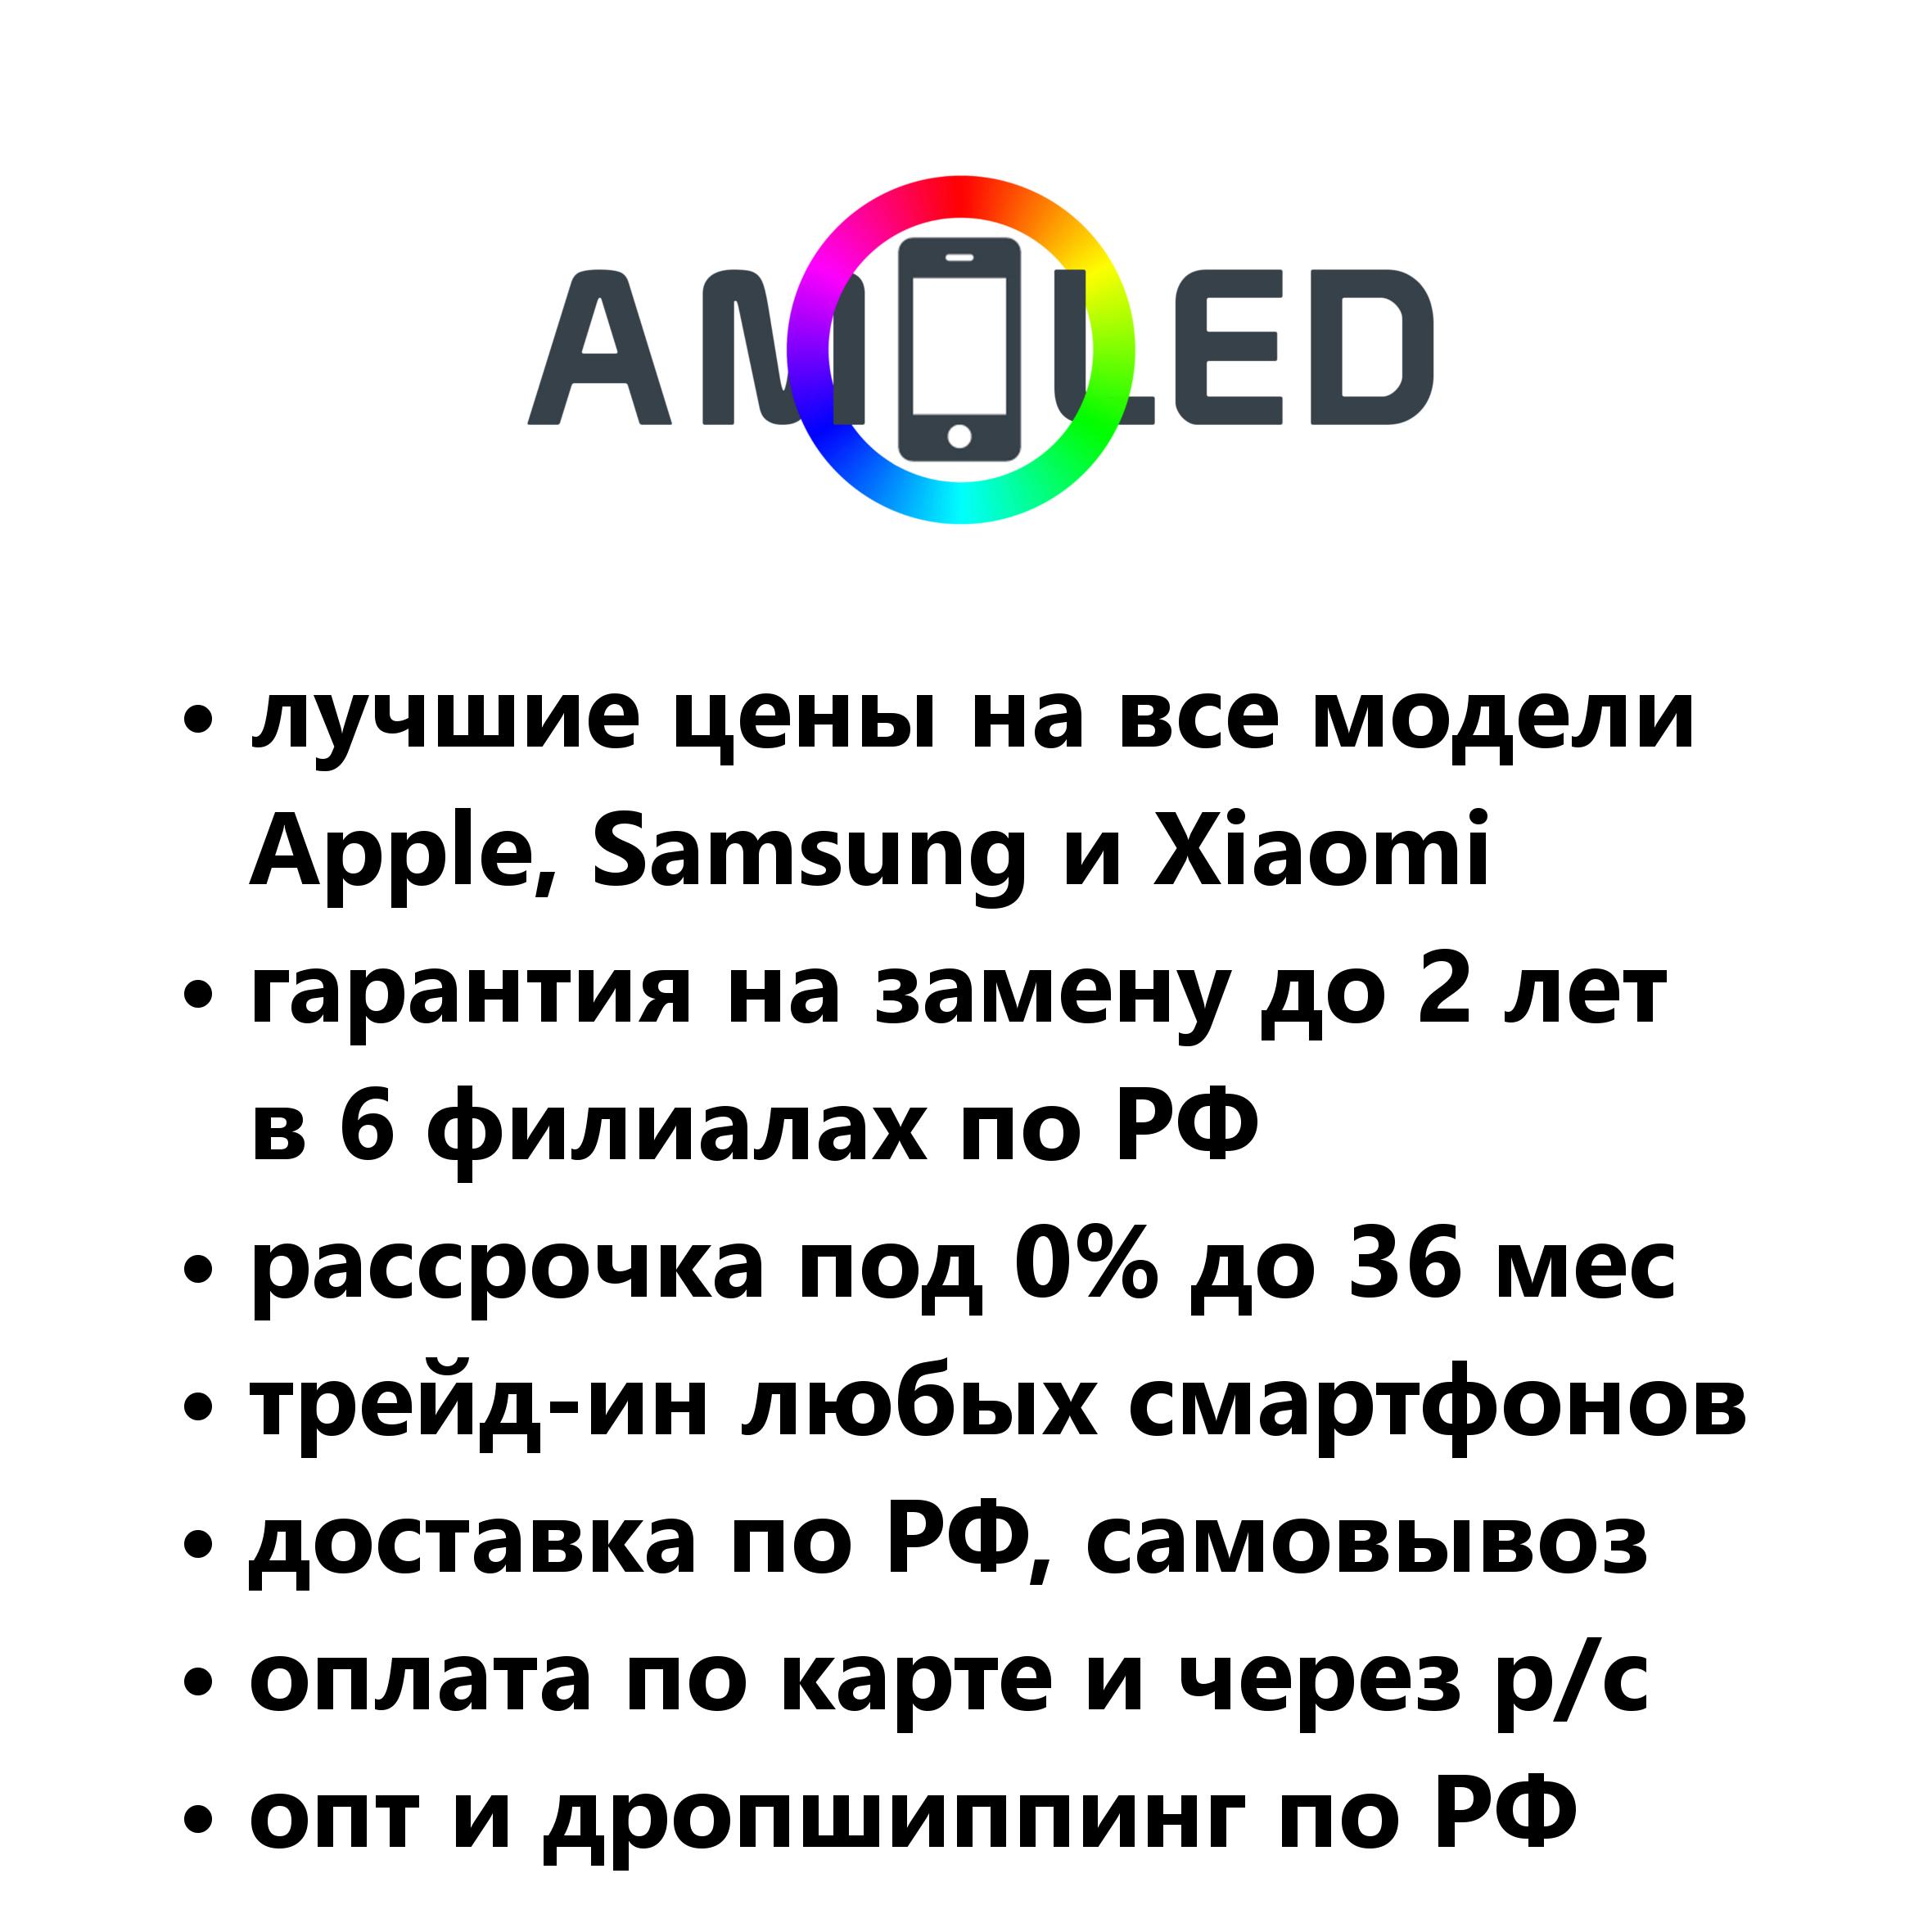 AMOLED
• лучшие цены на все модели
Apple, Samsung и Xiaomi
• гарантия на замену до 2 лет
в 6 филиалах по РФ
• рассрочка под 0% до 36 мес
• трейд-ин любых смартфонов
• доставка по РФ, самовывоз
• оплата по карте и через р/с
• опт и дропшиппинг по РФ